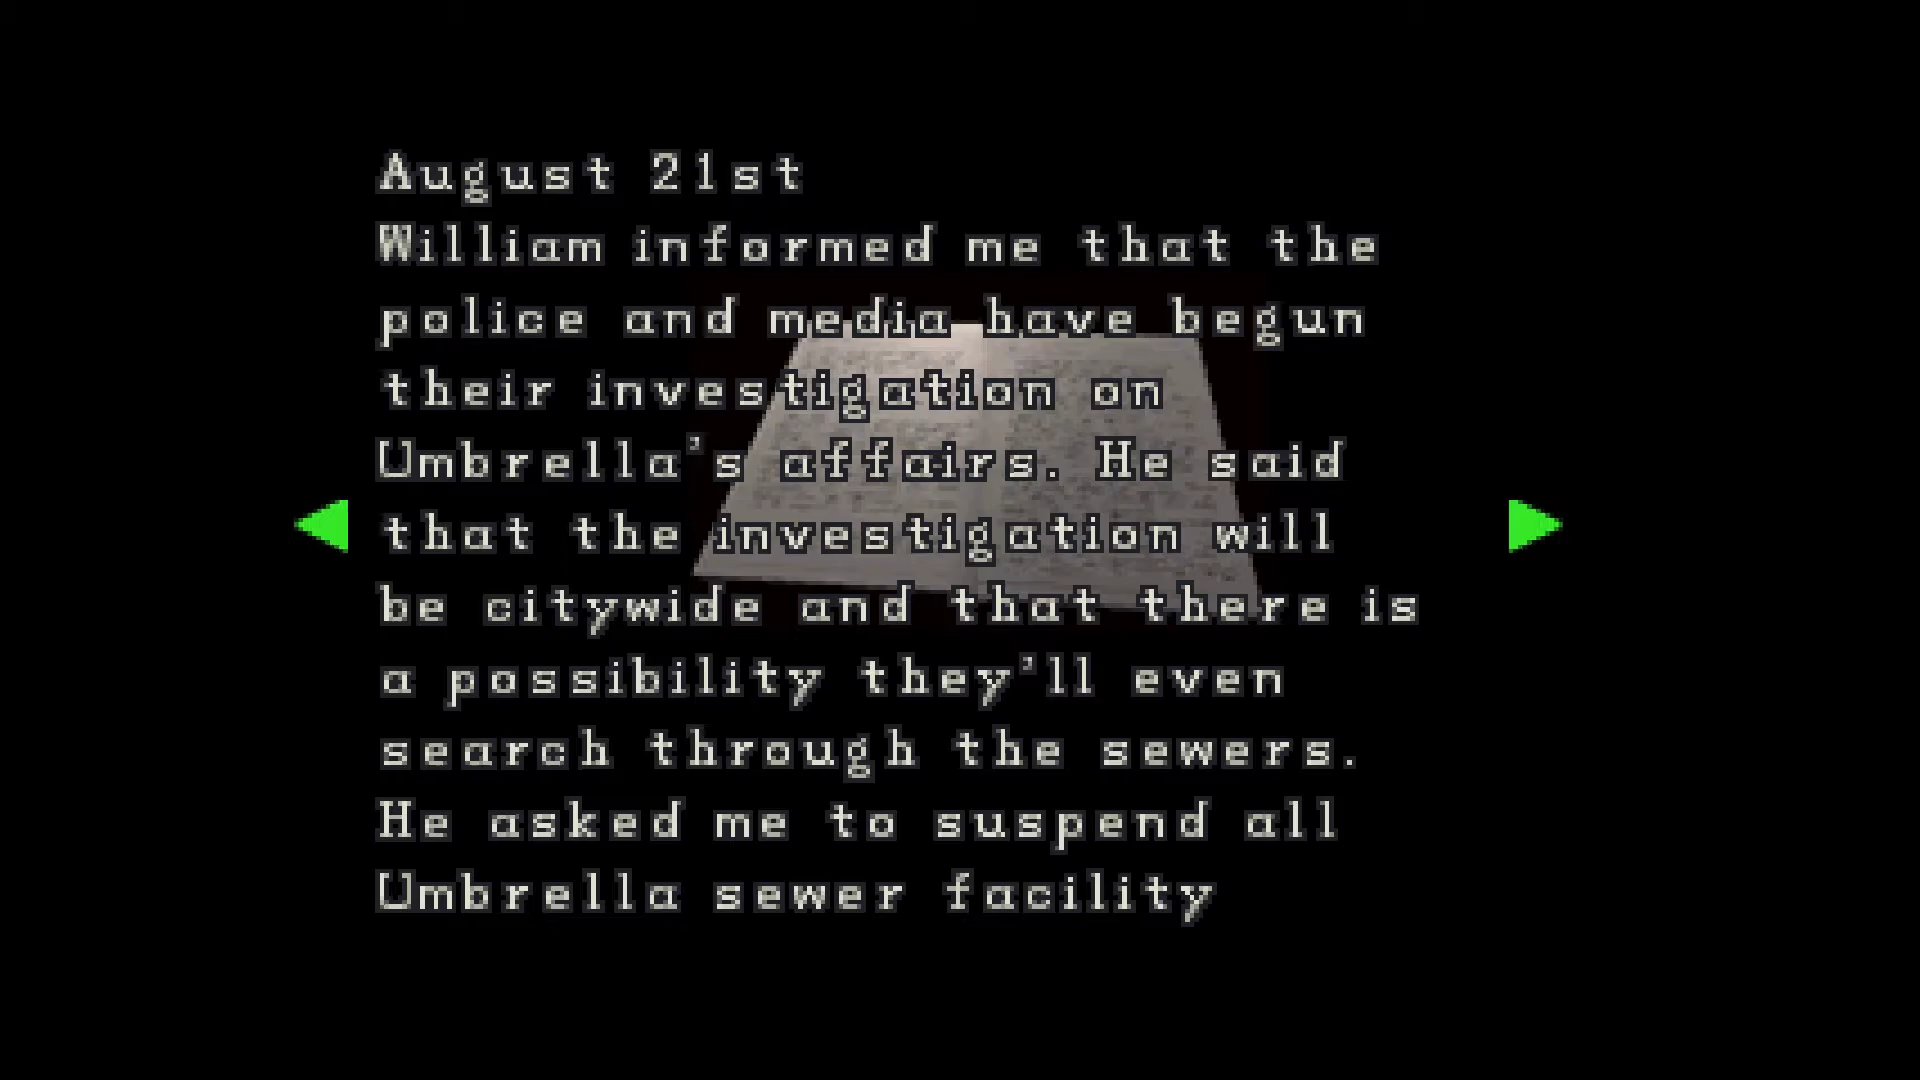 August 21st
William informed me that the
police and media have begun
their investigation on
Umbrella's affairs. He said
that the investigation will
be citywide and that there is
a possibility they'll even
search through the sewers.
He asked me to suspend all
Umbrella sewer facility